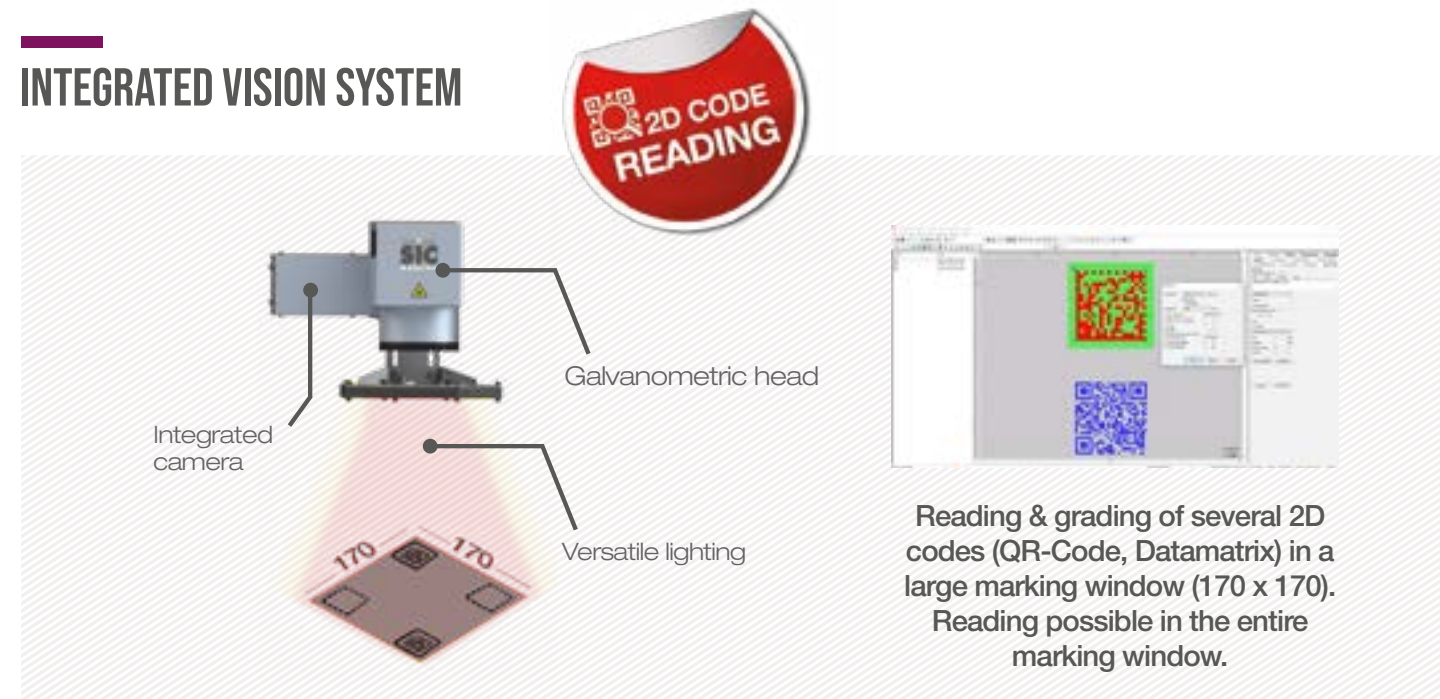 INTEGRATED VISION SYSTEM
2D CODE
READING
SIC
Galvanometric head
Integrated
camera
Versatile lighting
170
170
Reading & grading of several 2D
codes (QR-Code, Datamatrix) in a
large marking window (170 x 170).
Reading possible in the entire
marking window.